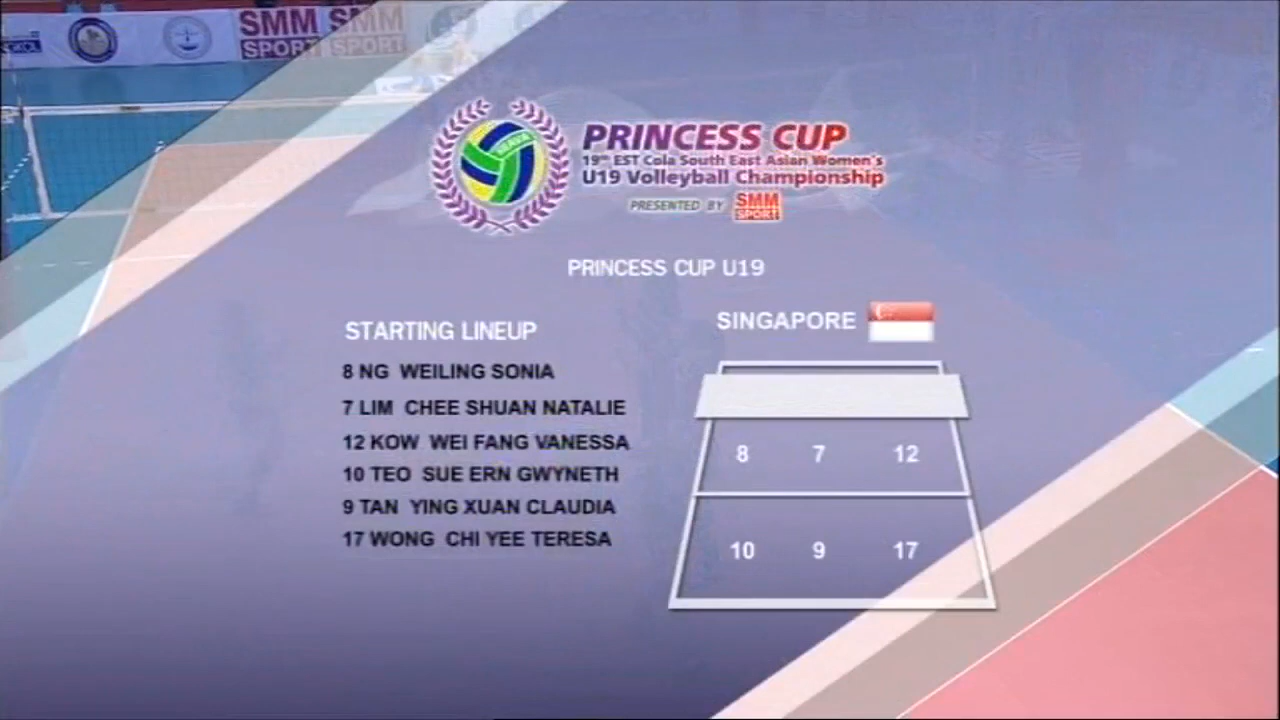 SMM SMM
SPORT SPORT
PRINCESS CUP
19th EST Cola South East Asian Women's
U19 Volleyball Championship
PRESENTED BY SMM SPORT
PRINCESS CUP U19
STARTING LINEUP
SINGAPORE
8 NG WEILING SONIA
7 LIM CHEE SHUAN NATALIE
12 KOW WEI FANG VANESSA
10 TEO SUE ERN GWYNETH
9 TAN YING XUAN CLAUDIA
17 WONG CHI YEE TERESA
8 7 12
10 9 17